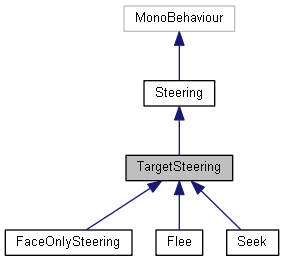 MonoBehaviour
Steering
TargetSteering
FaceOnlySteering
Flee
Seek